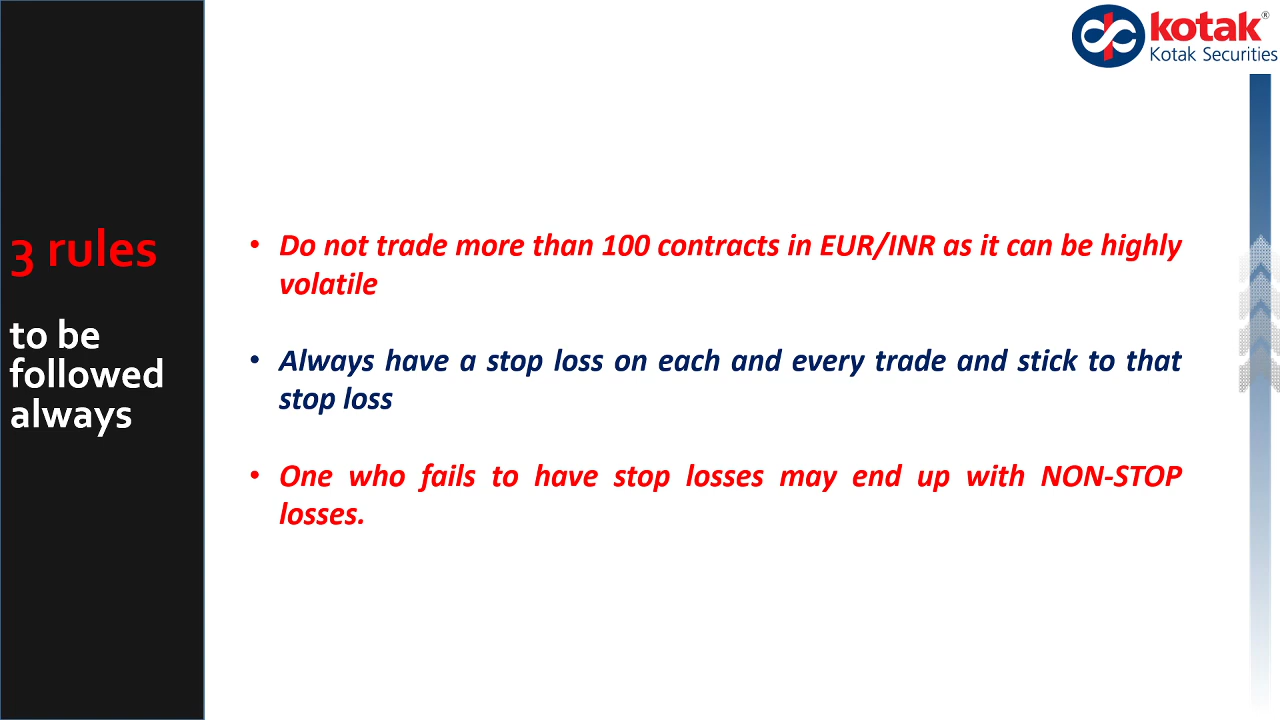 kotak®
Kotak Securities
3 rules
to be
followed
always
• Do not trade more than 100 contracts in EUR/INR as it can be highly
volatile
• Always have a stop loss on each and every trade and stick to that
stop loss
• One who fails to have stop losses may end up with NON-STOP
losses.